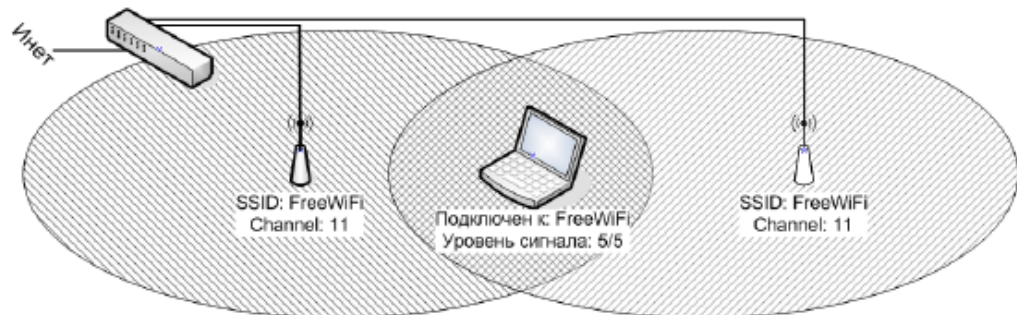 Инет
SSID: FreeWiFi
Channel: 11
Подключен к: FreeWiFi
Уровень сигнала: 5/5
SSID: FreeWiFi
Channel: 11